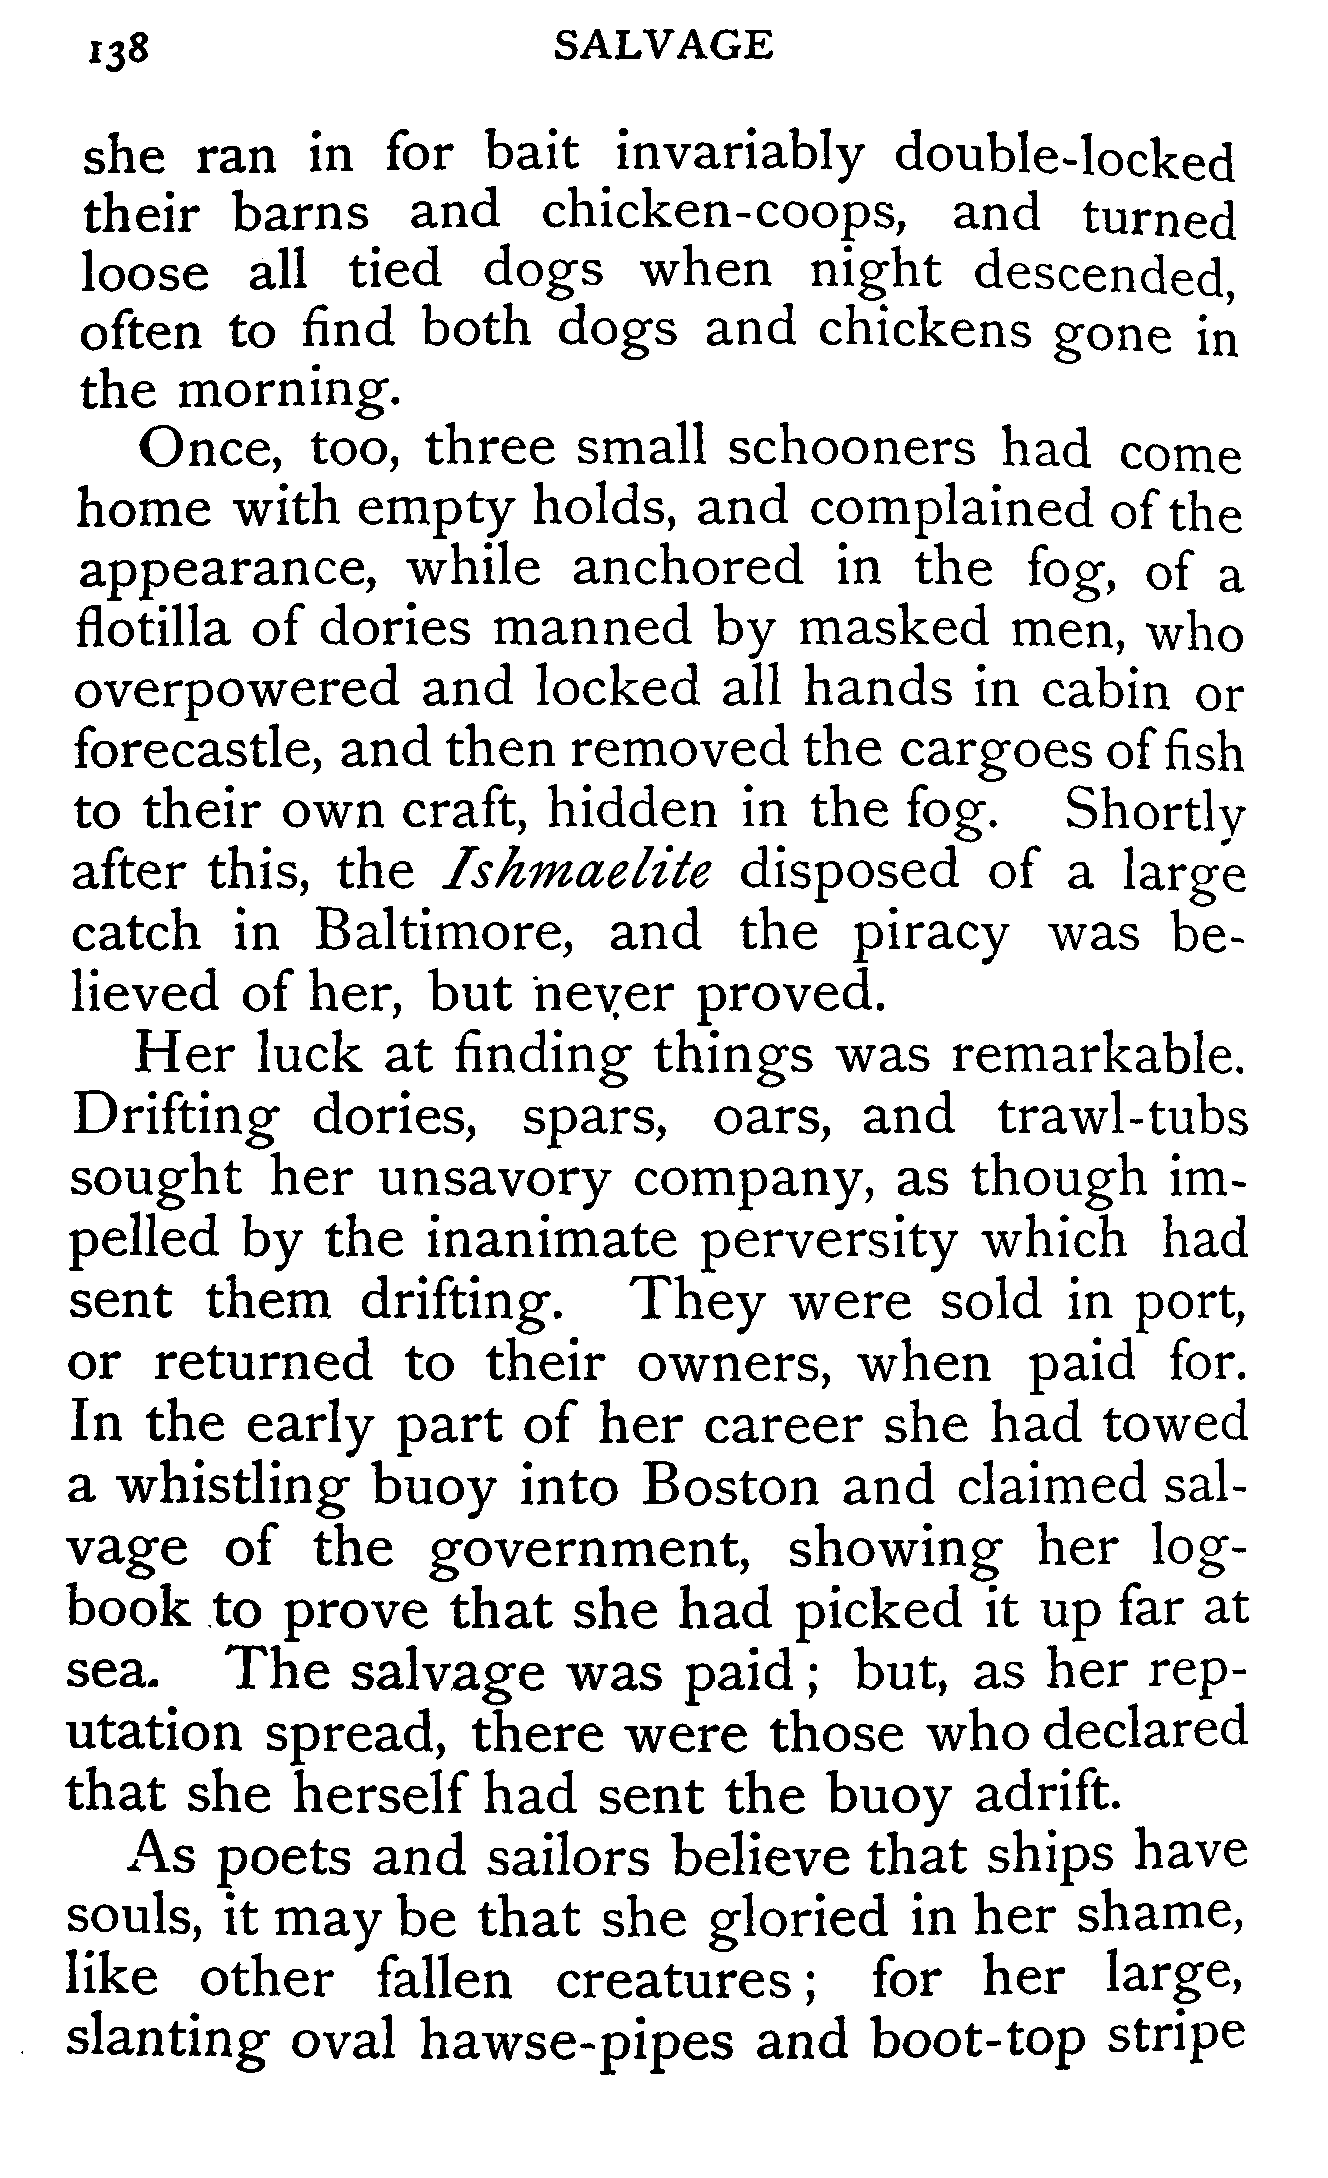 138 SALVAGE
she ran in for bait invariably double-locked
their barns and chicken-coops, and turned
loose all tied dogs when night descended,
often to find both dogs and chickens gone in
the morning.
Once, too, three small schooners had come
home with empty holds, and complained of the
appearance, while anchored in the fog, of a
flotilla of dories manned by masked men, who
overpowered and locked all hands in cabin or
forecastle, and then removed the cargoes of fish
to their own craft, hidden in the fog. Shortly
after this, the Ishmaelite disposed of a large
catch in Baltimore, and the piracy was be-
lieved of her, but never proved.
Her luck at finding things was remarkable.
Drifting dories, spars, oars, and trawl-tubs
sought her unsavory company, as though im-
pelled by the inanimate perversity which had
sent them drifting. They were sold in port,
or returned to their owners, when paid for.
In the early part of her career she had towed
a whistling buoy into Boston and claimed sal-
vage of the government, showing her log-
book to prove that she had picked it up far at
sea. The salvage was paid ; but, as her rep-
utation spread, there were those who declared
that she herself had sent the buoy adrift.
As poets and sailors believe that ships have
souls, it may be that she gloried in her shame,
like other fallen creatures ; for her large,
slanting oval hawse-pipes and boot-top stripe